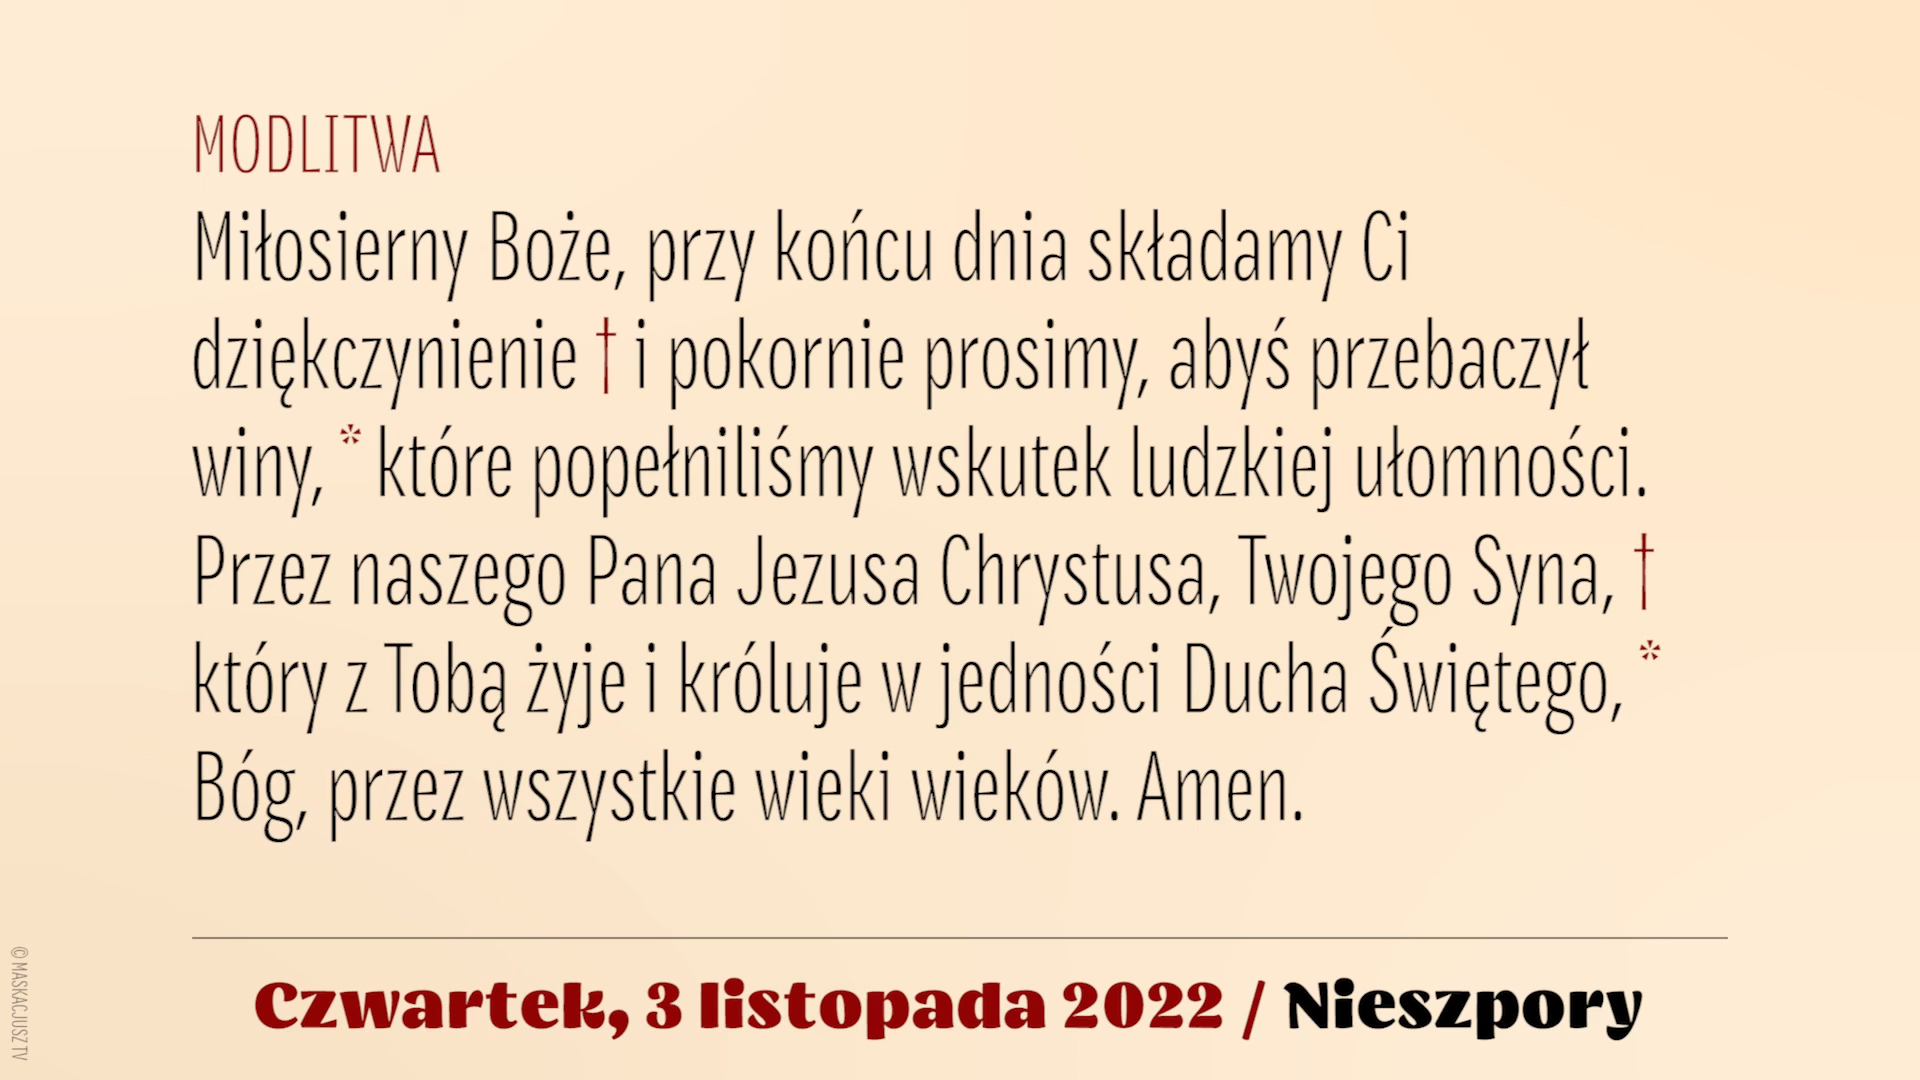 MODLITWA
Miłosierny Boże, przy końcu dnia składamy Ci
dziękczynienie † i pokornie prosimy, abyś przebaczył
winy, * które popełniliśmy wskutek ludzkiej ułomności.
Przez naszego Pana Jezusa Chrystusa, Twojego Syna, †
który z Tobą żyje i króluje w jedności Ducha Świętego, *
Bóg, przez wszystkie wieki wieków. Amen.
Czwartek, 3 listopada 2022 / Nieszpory
© MASKACJUSZ TV